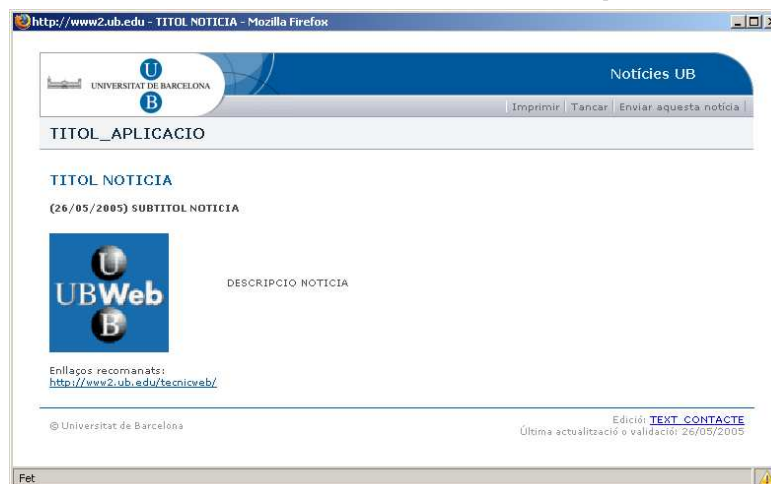 http://www2.ub.edu - TITOL NOTICIA - Mozilla Firefox
U
UNIVERSITAT DE BARCELONA
B
Notícies UB
Imprimir | Tancar | Enviar aquesta notícia |
TITOL_APLICACIO
TITOL NOTICIA
(26/05/2005) SUBTITOL NOTICIA
U
UBWeb
B
DESCRIPCIO NOTICIA
Enllaços recomanats:
http://www2.ub.edu/tecnicweb/
© Universitat de Barcelona
Edició: TEXT_CONTACTE
Última actualització o validació: 26/05/2005
Fet